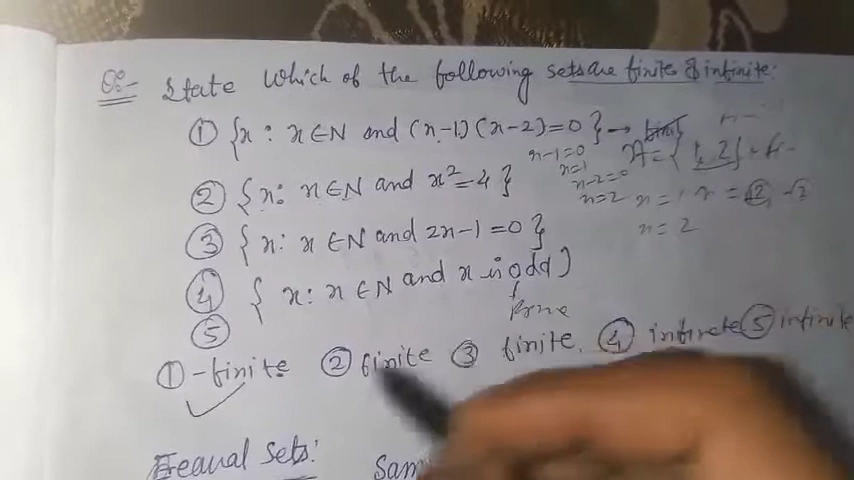 Q:- State Which of the following sets are finite & infinite:
① {x : x ∈ N and (x-1)(x-2)=0} →
x-1=0
x=1
x-2=0
x=2
A = {1, 2}
② {x: x ∈ N and x²=4}
x = 2, -2
③ {x: x ∈ N and 2x-1=0}
x = 2
④ {x: x ∈ N and x is odd}
⑤
Prime
① -finite ② finite ③ finite. ④ infinite ⑤ infinite
Equal Sets:
Sam